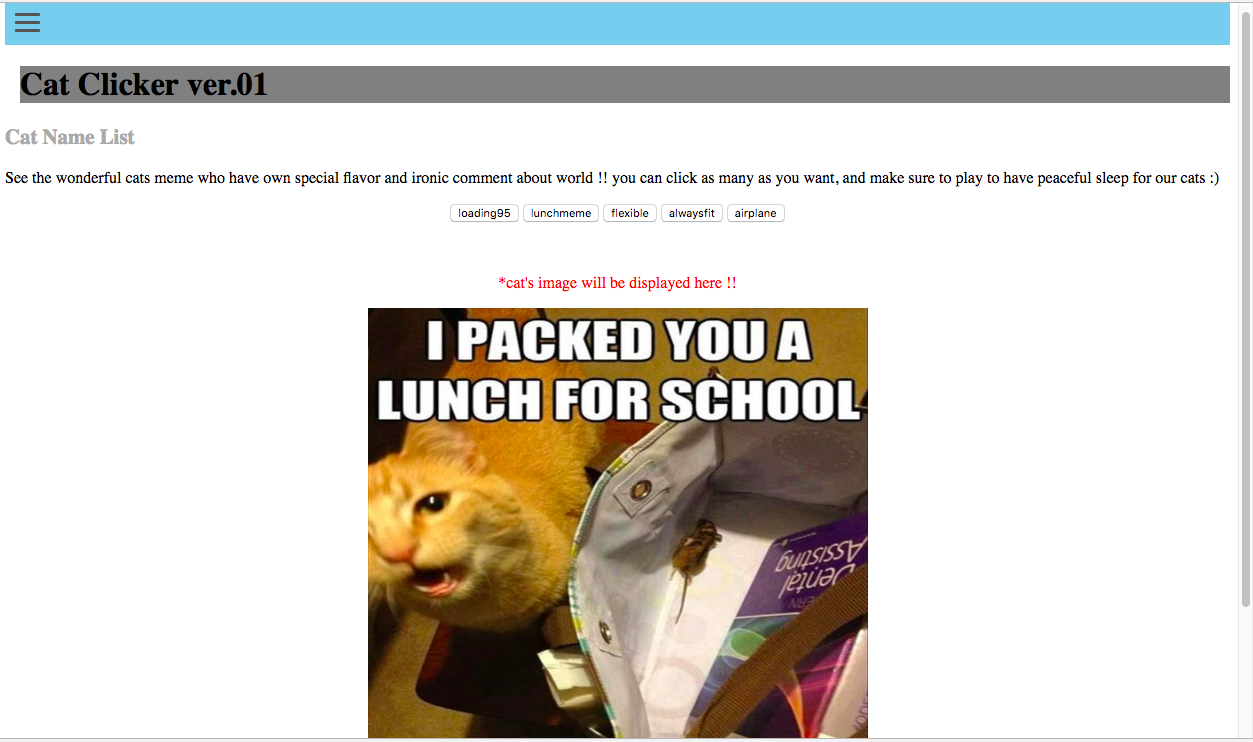 Cat Clicker ver.01
Cat Name List
See the wonderful cats meme who have own special flavor and ironic comment about world !! you can click as many as you want, and make sure to play to have peaceful sleep for our cats :)
loading95 lunchmeme flexible alwaysfit airplane
*cat's image will be displayed here !!
I PACKED YOU A
LUNCH FOR SCHOOL
Dental
Assisting